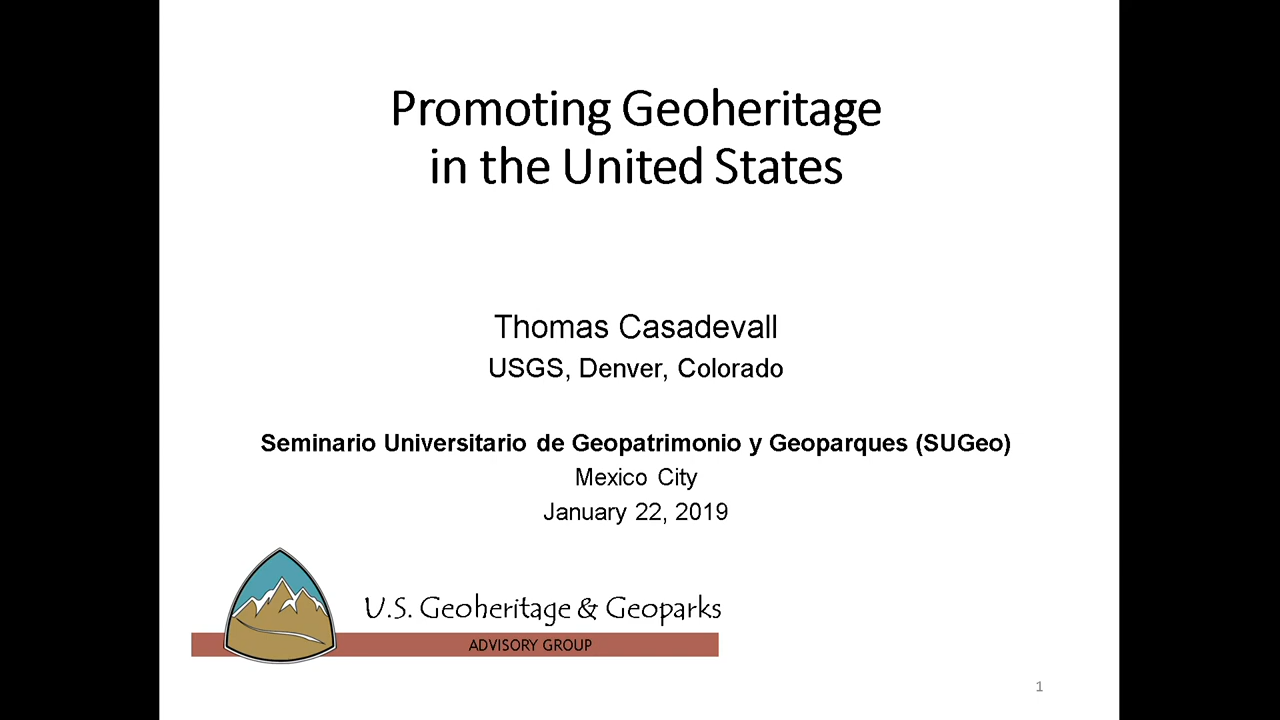 Promoting Geoheritage
in the United States
Thomas Casadevall
USGS, Denver, Colorado
Seminario Universitario de Geopatrimonio y Geoparques (SUGeo)
Mexico City
January 22, 2019
U.S. Geoheritage & Geoparks
ADVISORY GROUP
1